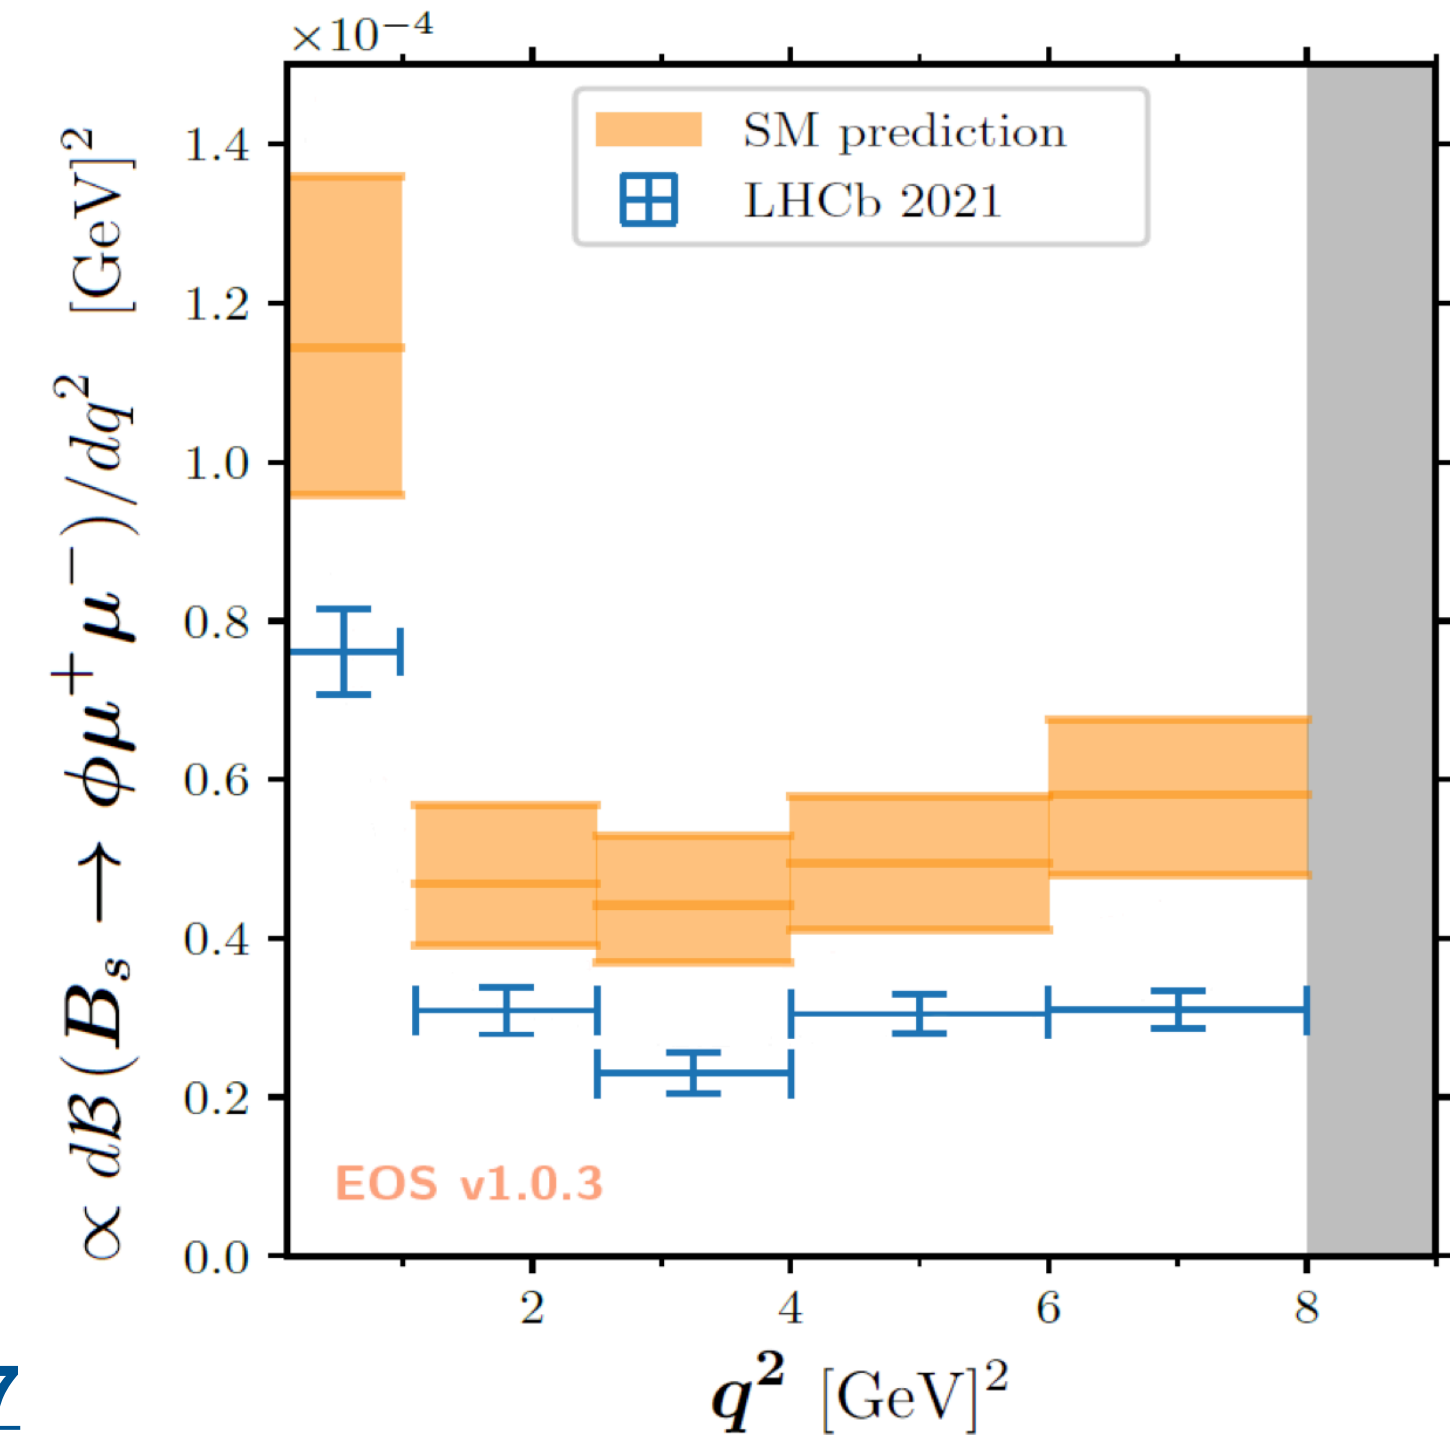 ×10⁻⁴
SM prediction
LHCb 2021
∝ dℬ(Bₛ → ϕμ⁺μ⁻)/dq² [GeV]²
1.4
1.2
1.0
0.8
0.6
0.4
0.2
0.0
EOS v1.0.3
2 4 6 8
q² [GeV]²
7